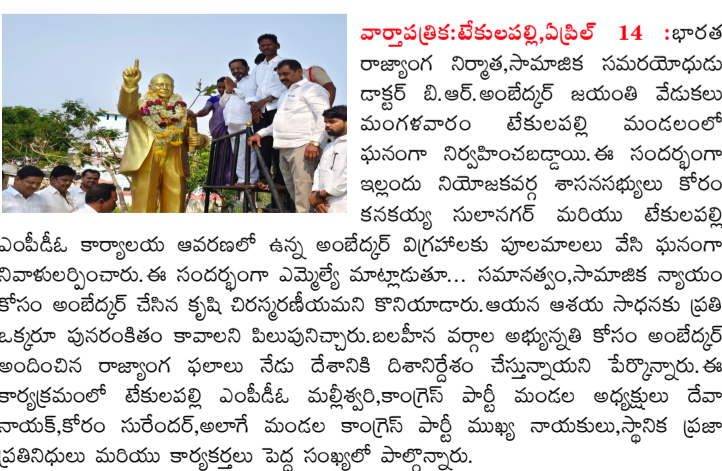 వార్తాపత్రిక:టేకులపల్లి,ఏప్రిల్ 14 :భారత
రాజ్యాంగ నిర్మాత,సామాజిక సమరయోధుడు
డాక్టర్ బి.ఆర్.అంబేద్కర్ జయంతి వేడుకలు
మంగళవారం టేకులపల్లి మండలంలో
ఘనంగా నిర్వహించబడ్డాయి.ఈ సందర్భంగా
ఇల్లందు నియోజకవర్గ శాసనసభ్యులు కోరం
కనకయ్య సులానగర్ మరియు టేకులపల్లి
ఎంపీడీఓ కార్యాలయ ఆవరణలో ఉన్న అంబేద్కర్ విగ్రహాలకు పూలమాలలు వేసి ఘనంగా
నివాళులర్పించారు.ఈ సందర్భంగా ఎమ్మెల్యే మాట్లాడుతూ... సమానత్వం,సామాజిక న్యాయం
కోసం అంబేద్కర్ చేసిన కృషి చిరస్మరణీయమని కొనియాడారు.ఆయన ఆశయ సాధనకు ప్రతి
ఒక్కరూ పునరంకితం కావాలని పిలుపునిచ్చారు.బలహీన వర్గాల అభ్యున్నతి కోసం అంబేద్కర్
అందించిన రాజ్యాంగ ఫలాలు నేడు దేశానికి దిశానిర్దేశం చేస్తున్నాయని పేర్కొన్నారు.ఈ
కార్యక్రమంలో టేకులపల్లి ఎంపీడీఓ మల్లీశ్వరి,కాంగ్రెస్ పార్టీ మండల అధ్యక్షులు దేవా
నాయక్,కోరం సురేందర్,అలాగే మండల కాంగ్రెస్ పార్టీ ముఖ్య నాయకులు,స్థానిక ప్రజా
ప్రతినిధులు మరియు కార్యకర్తలు పెద్ద సంఖ్యలో పాల్గొన్నారు.